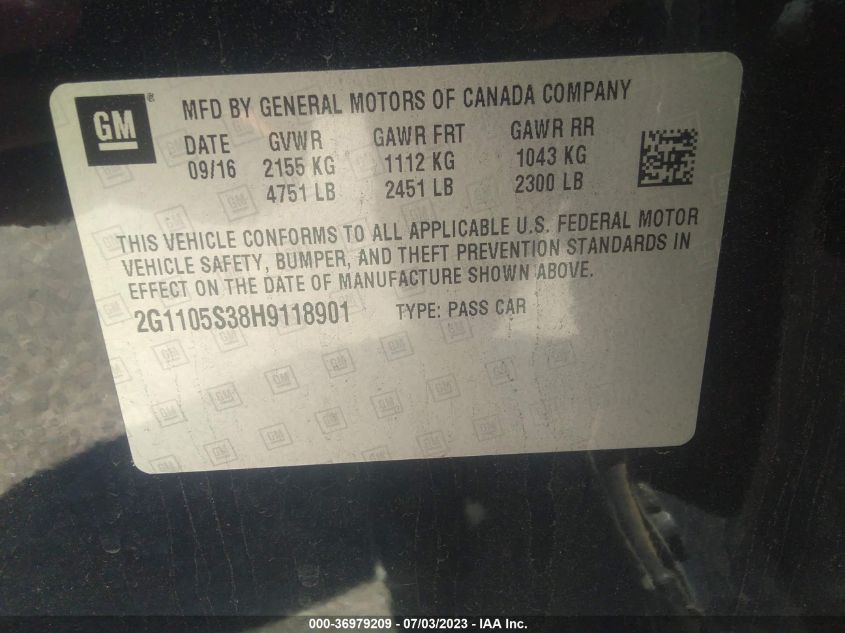 GM ® MFD BY GENERAL MOTORS OF CANADA COMPANY
DATE GVWR GAWR FRT GAWR RR
09/16 2155 KG 1112 KG 1043 KG
4751 LB 2451 LB 2300 LB
THIS VEHICLE CONFORMS TO ALL APPLICABLE U.S. FEDERAL MOTOR
VEHICLE SAFETY, BUMPER, AND THEFT PREVENTION STANDARDS IN
EFFECT ON THE DATE OF MANUFACTURE SHOWN ABOVE.
2G1105S38H9118901 TYPE: PASS CAR
000-36979209 - 07/03/2023 - IAA Inc.